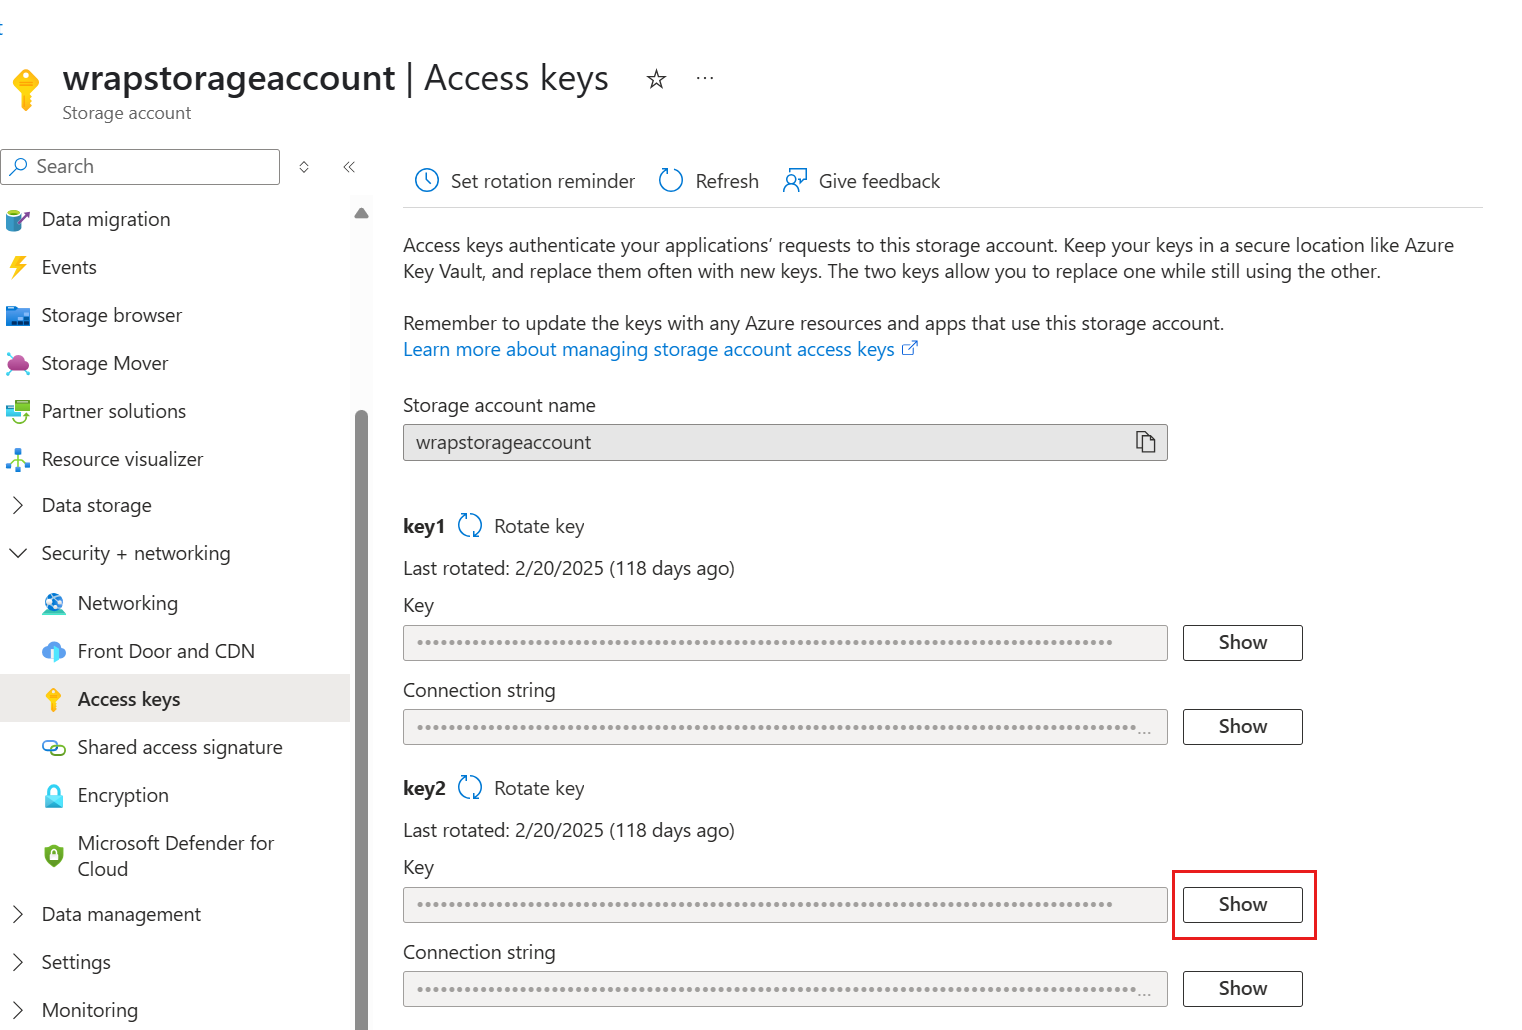 wrapstorageaccount | Access keys
Storage account
Search
Data migration
Events
Storage browser
Storage Mover
Partner solutions
Resource visualizer
Data storage
Security + networking
Networking
Front Door and CDN
Access keys
Shared access signature
Encryption
Microsoft Defender for
Cloud
Data management
Settings
Monitoring
Set rotation reminder Refresh Give feedback
Access keys authenticate your applications’ requests to this storage account. Keep your keys in a secure location like Azure
Key Vault, and replace them often with new keys. The two keys allow you to replace one while still using the other.
Remember to update the keys with any Azure resources and apps that use this storage account.
Learn more about managing storage account access keys
Storage account name
wrapstorageaccount
key1 Rotate key
Last rotated: 2/20/2025 (118 days ago)
Key
Show
Connection string
Show
key2 Rotate key
Last rotated: 2/20/2025 (118 days ago)
Key
Show
Connection string
Show